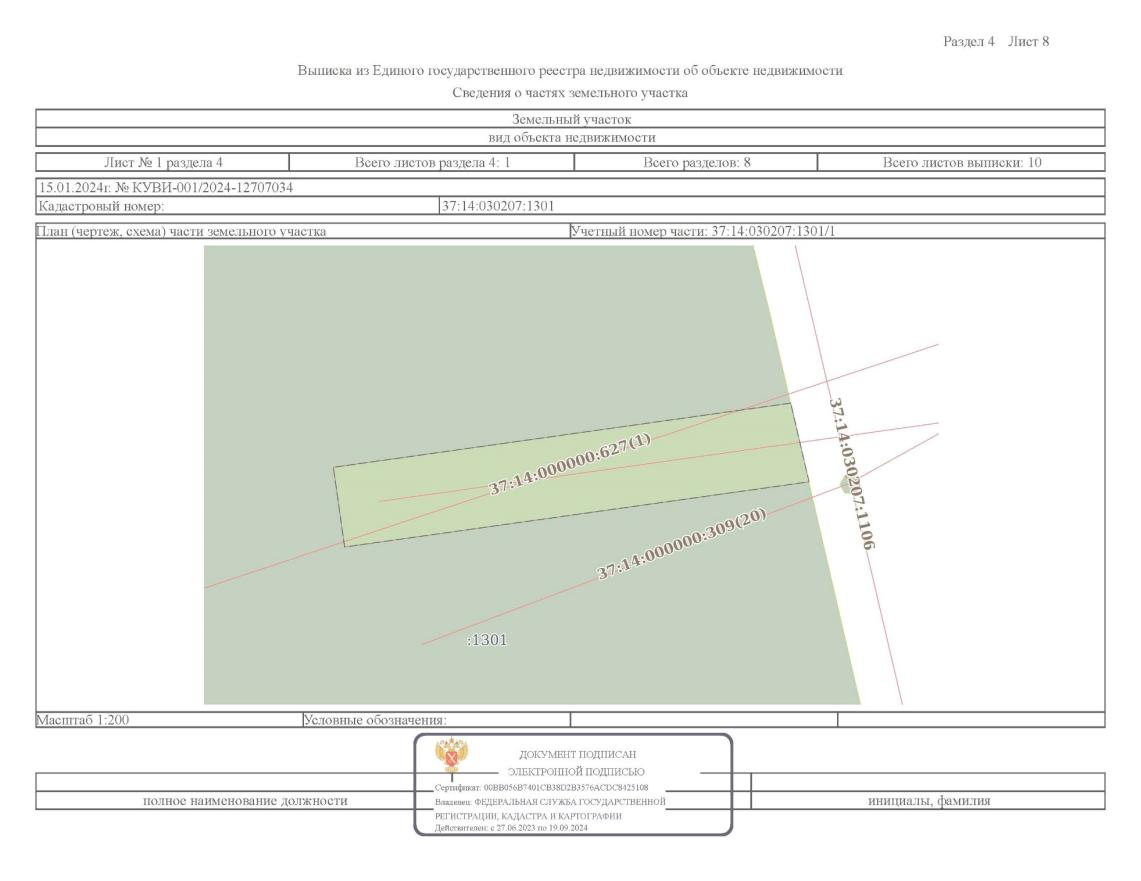 Раздел 4 Лист 8
Выписка из Единого государственного реестра недвижимости об объекте недвижимости
Сведения о частях земельного участка
Земельный участок
вид объекта недвижимости
Лист № 1 раздела 4 Всего листов раздела 4: 1 Всего разделов: 8 Всего листов выписки: 10
15.01.2024г. № КУВИ-001/2024-12707034
Кадастровый номер: 37:14:030207:1301
План (чертеж, схема) части земельного участка Учетный номер части: 37:14:030207:1301/1
37:14:000000:627(1)
37:14:030207:1106
37:14:000000:309(20)
:1301
Масштаб 1:200 Условные обозначения:
ДОКУМЕНТ ПОДПИСАН
ЭЛЕКТРОННОЙ ПОДПИСЬЮ
Сертификат: 00BB056B7401CB38D2B3576ACDC8425108
Владелец: ФЕДЕРАЛЬНАЯ СЛУЖБА ГОСУДАРСТВЕННОЙ
РЕГИСТРАЦИИ, КАДАСТРА И КАРТОГРАФИИ
Действителен: с 27.06.2023 по 19.09.2024
полное наименование должности инициалы, фамилия